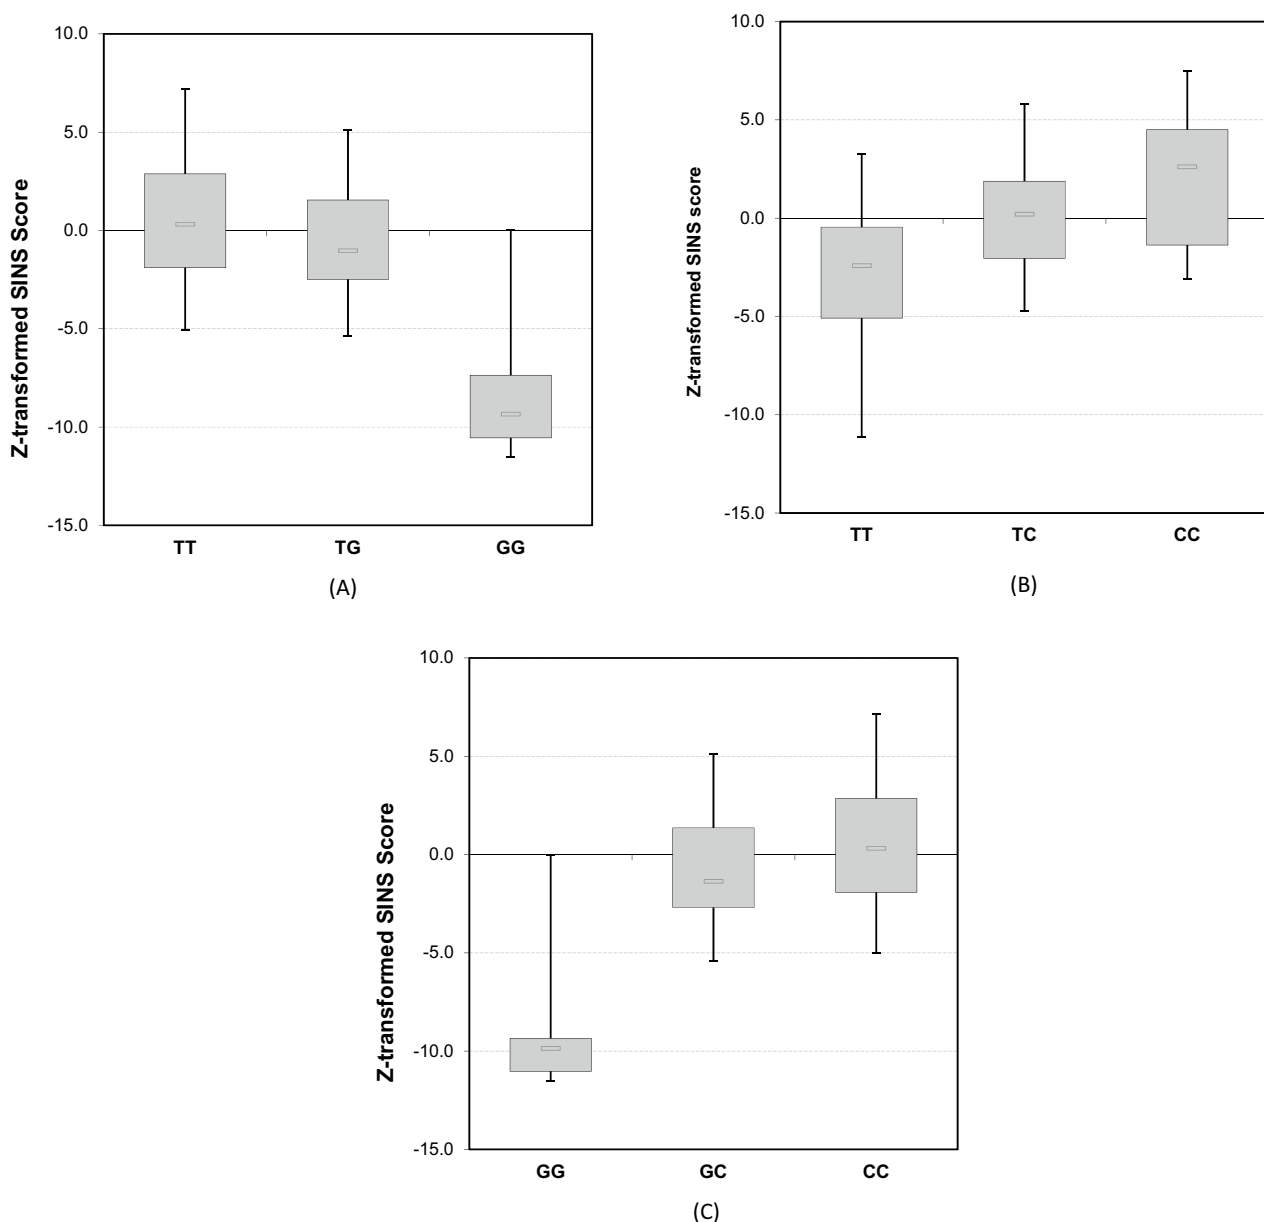 Z-transformed SINS Score
10.0
5.0
0.0
-5.0
-10.0
-15.0
TT TG GG
(A)
Z-transformed SINS score
10.0
5.0
0.0
-5.0
-10.0
-15.0
TT TC CC
(B)
Z-transformed SINS Score
10.0
5.0
0.0
-5.0
-10.0
-15.0
GG GC CC
(C)